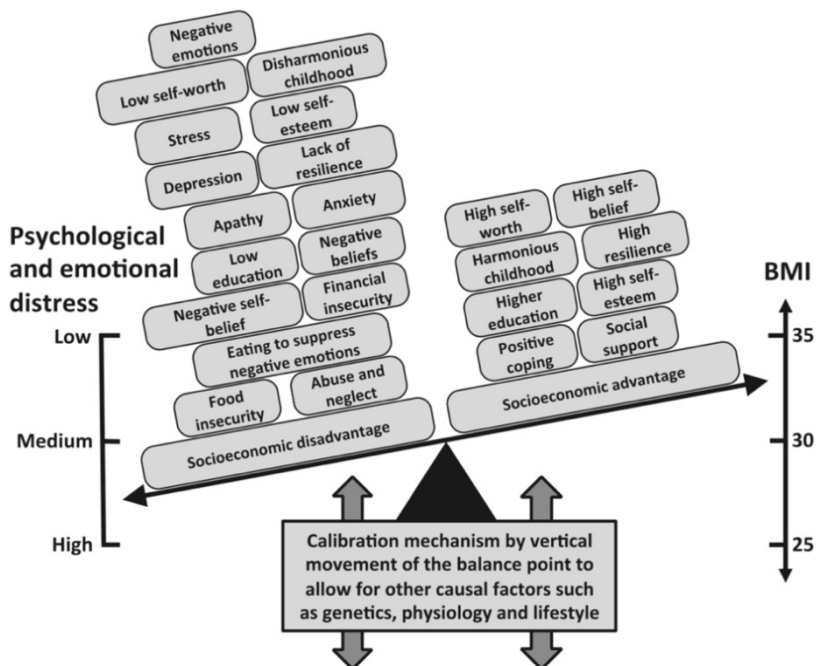 Negative
emotions
Disharmonious
childhood
Low self-worth
Low self-
esteem
Stress
Lack of
resilience
Depression
Anxiety
Apathy
Negative
beliefs
Low
education
Financial
insecurity
Negative self-
belief
Eating to suppress
negative emotions
Abuse and
neglect
Food
insecurity
Socioeconomic disadvantage
High self-
worth
High self-
belief
Harmonious
childhood
High
resilience
Higher
education
High self-
esteem
Positive
coping
Social
support
Socioeconomic advantage
Psychological
and emotional
distress
Low
Medium
High
BMI
35
30
25
Calibration mechanism by vertical
movement of the balance point to
allow for other causal factors such
as genetics, physiology and lifestyle